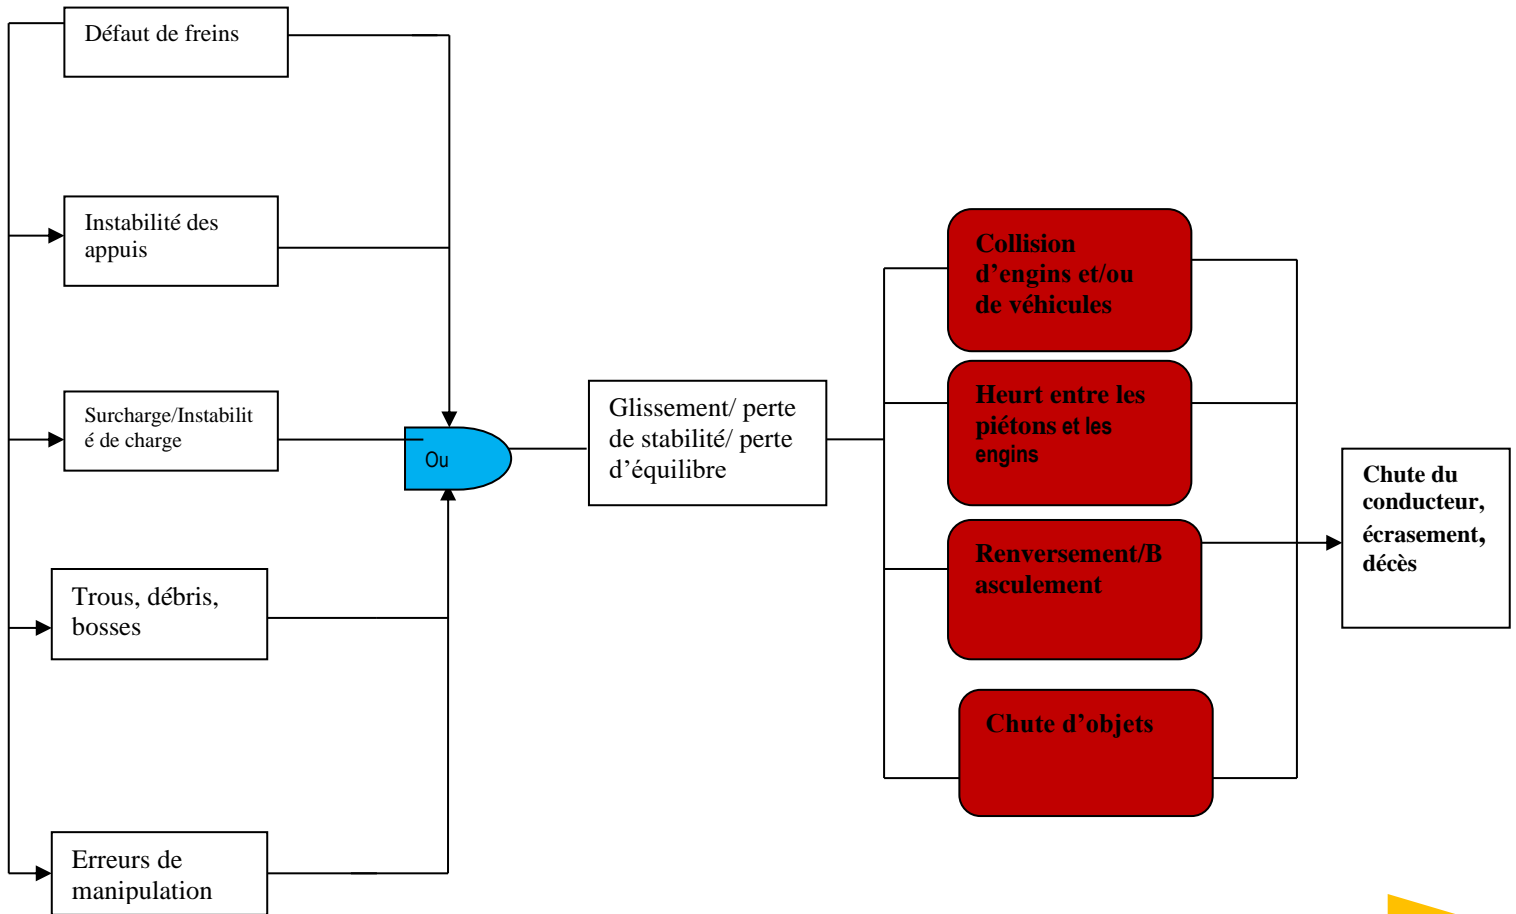 Défaut de freins
Instabilité des
appuis
Surcharge/Instabilit
é de charge
Trous, débris,
bosses
Erreurs de
manipulation
Ou
Glissement/ perte
de stabilité/ perte
d’équilibre
Collision
d’engins et/ou
de véhicules
Heurt entre les
piétons et les
engins
Renversement/B
asculement
Chute d’objets
Chute du
conducteur,
écrasement,
décès